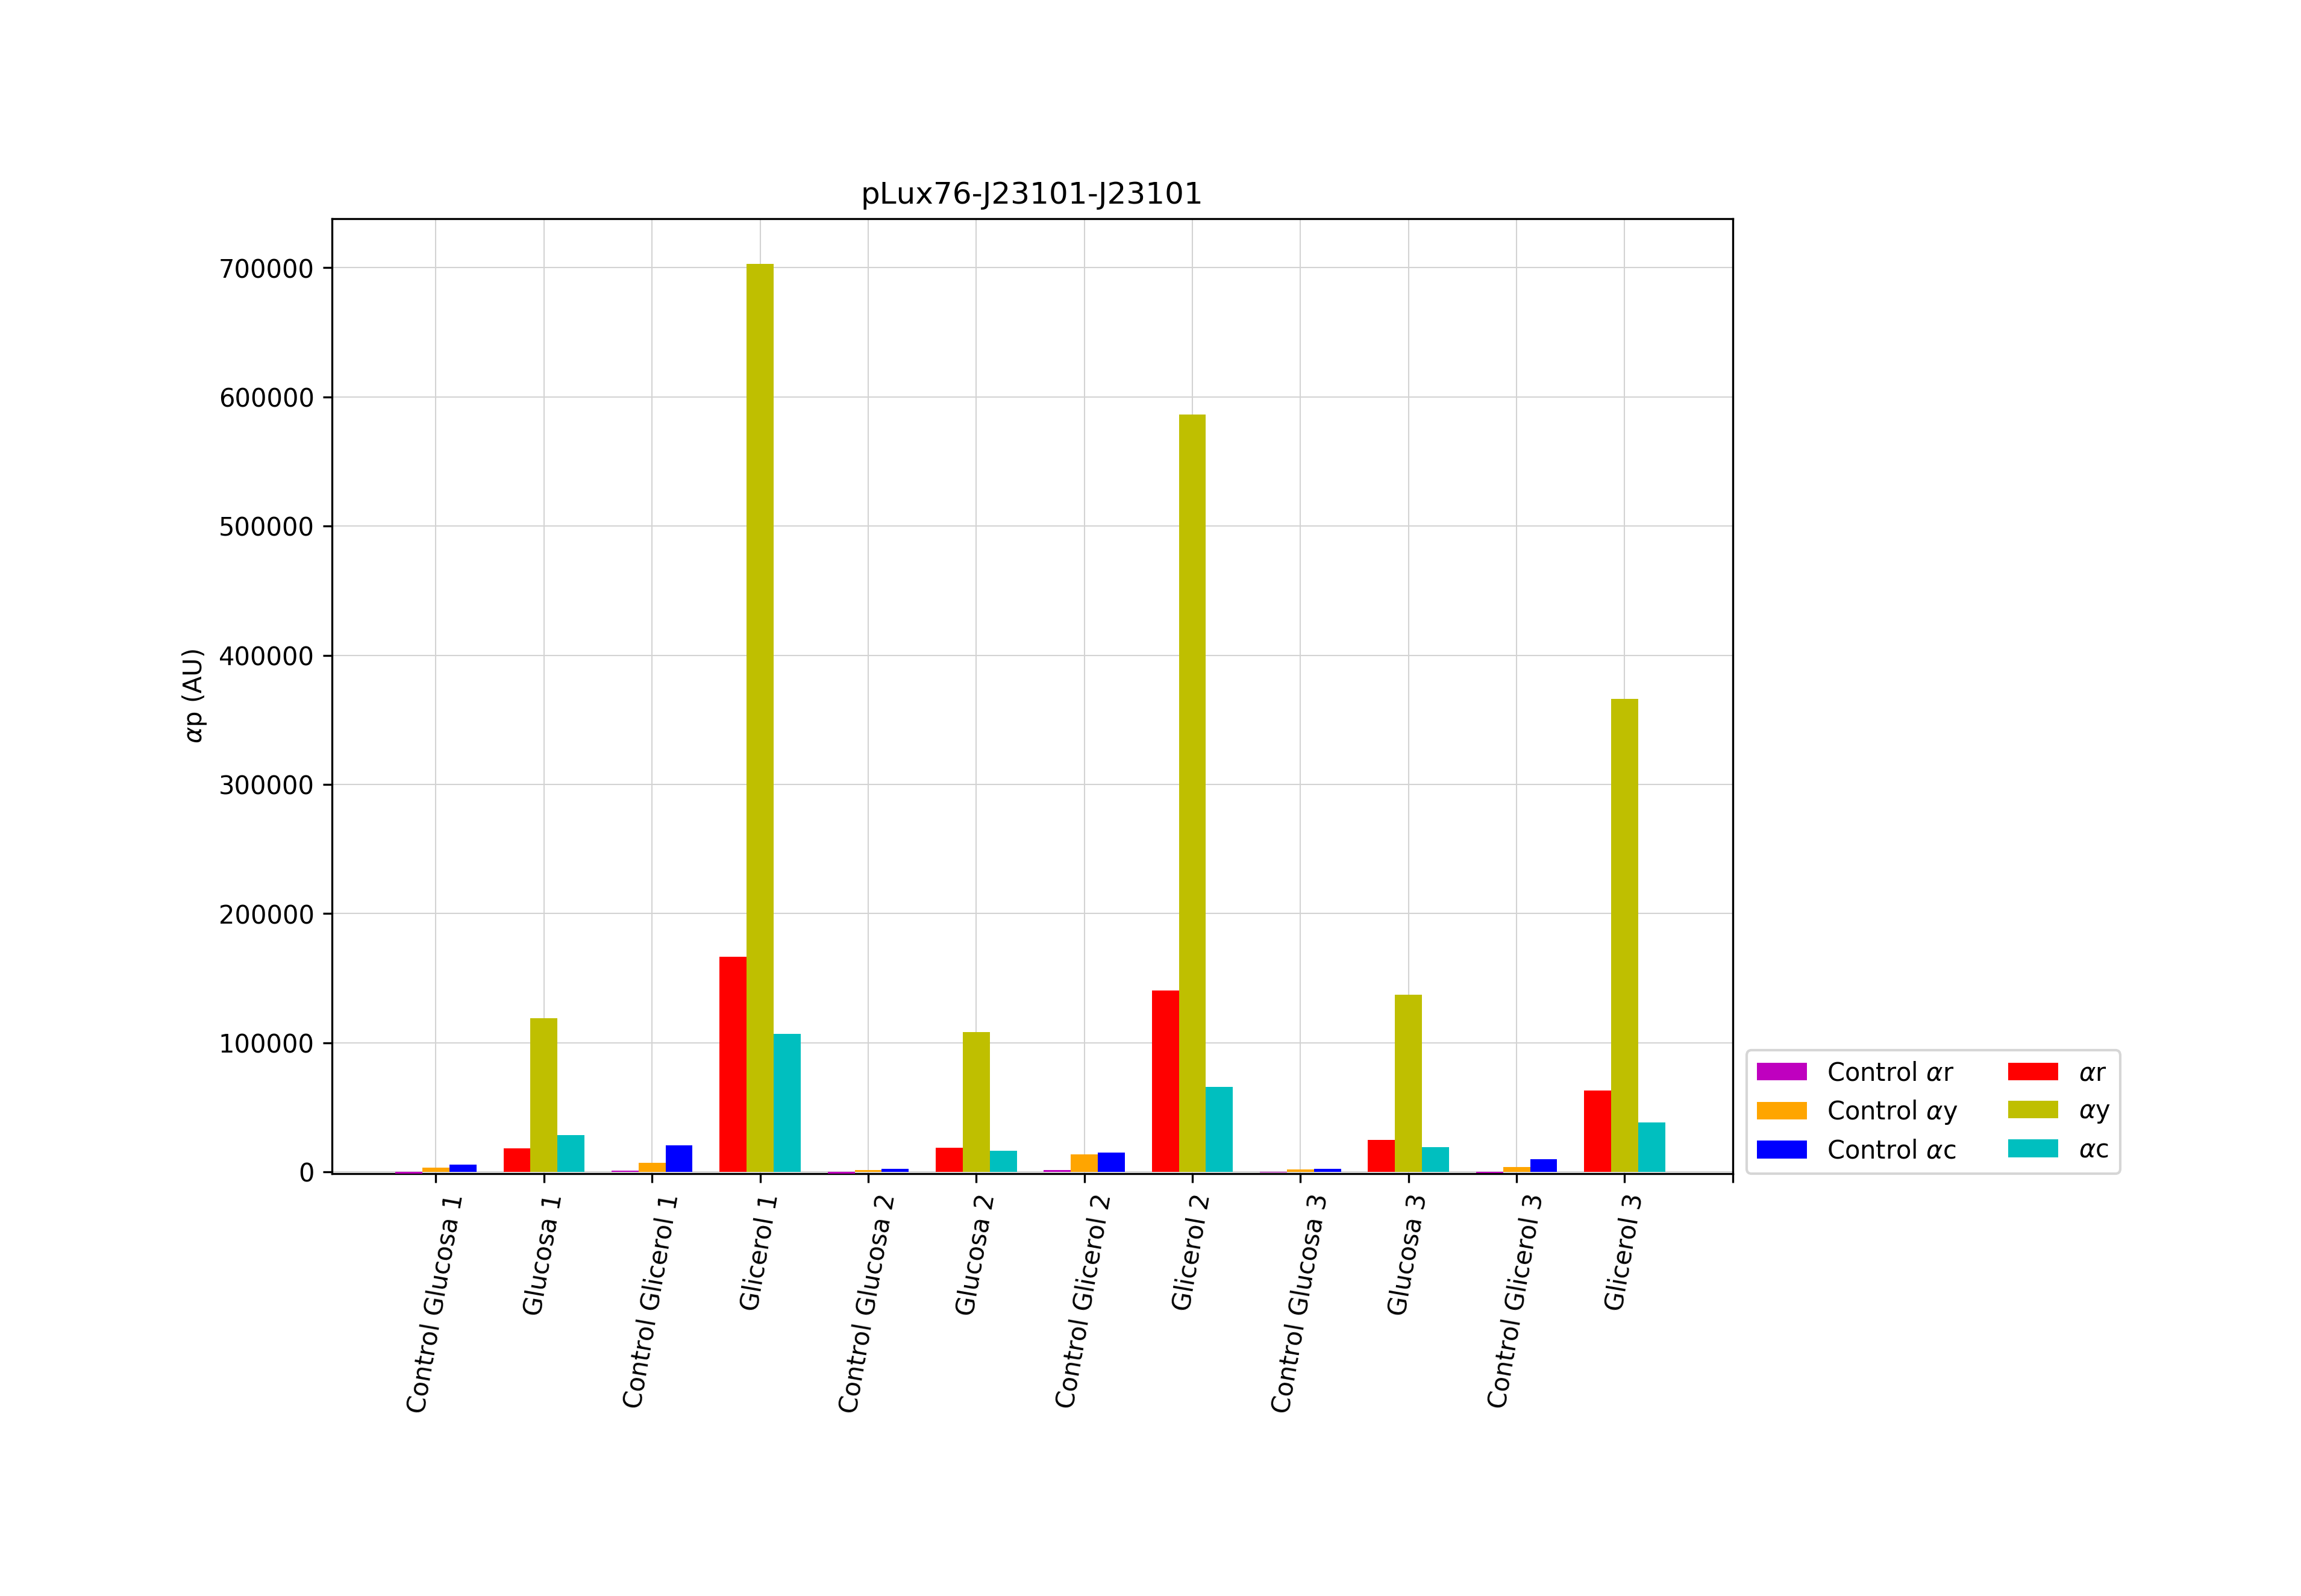 pLux76-J23101-J23101
αp (AU)
700000
600000
500000
400000
300000
200000
100000
0
Control Glucosa 1
Glucosa 1
Control Glicerol 1
Glicerol 1
Control Glucosa 2
Glucosa 2
Control Glicerol 2
Glicerol 2
Control Glucosa 3
Glucosa 3
Control Glicerol 3
Glicerol 3
Control αr
Control αy
Control αc
αr
αy
αc